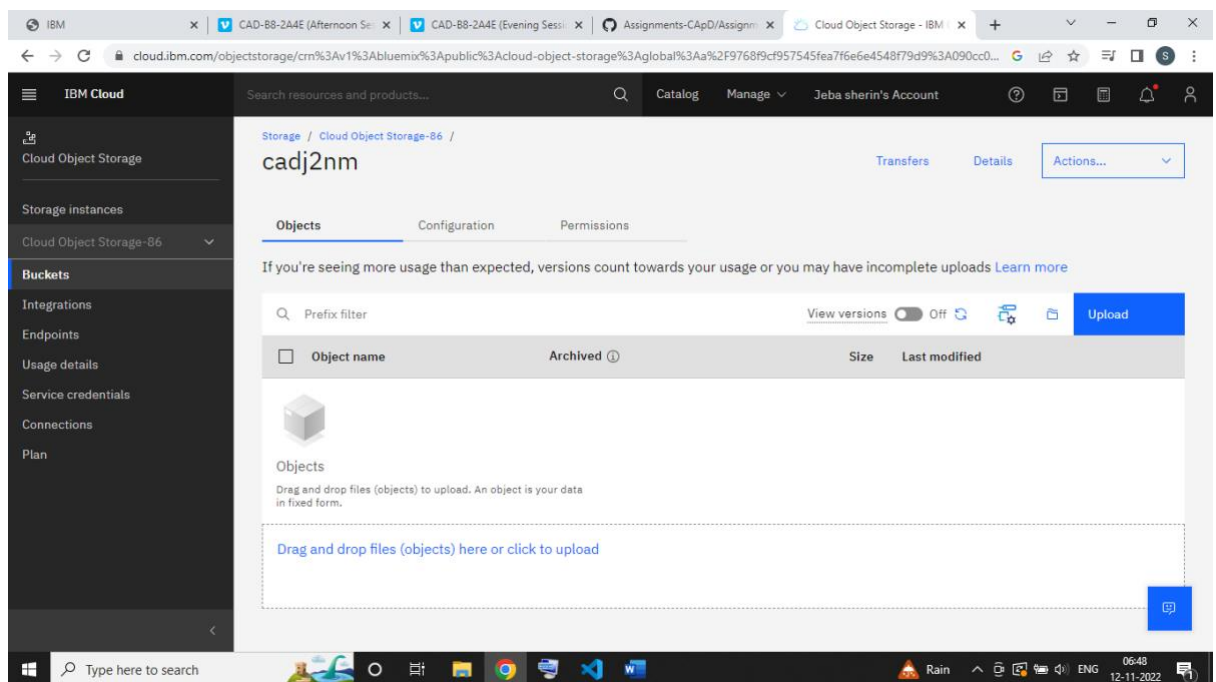 IBM
CAD-B8-2A4E (Afternoon Se
CAD-B8-2A4E (Evening Sessi
Assignments-CApD/Assignm
Cloud Object Storage - IBM
cloud.ibm.com/objectstorage/crn%3Av1%3Abluemix%3Apublic%3Acloud-object-storage%3Aglobal%3Aa%2F9768f9cf957545fea7f6e6e4548f79d9%3A090cc0...
S
IBM Cloud
Search resources and products...
Catalog
Manage
Jeba sherin's Account
Cloud Object Storage
Storage instances
Cloud Object Storage-86
Buckets
Integrations
Endpoints
Usage details
Service credentials
Connections
Plan
Storage / Cloud Object Storage-86 /
cadj2nm
Transfers
Details
Actions...
Objects
Configuration
Permissions
If you're seeing more usage than expected, versions count towards your usage or you may have incomplete uploads Learn more
Prefix filter
View versions
Off
Upload
Object name
Archived
Size
Last modified
Objects
Drag and drop files (objects) to upload. An object is your data
in fixed form.
Drag and drop files (objects) here or click to upload
Type here to search
Rain
ENG
06:48
12-11-2022